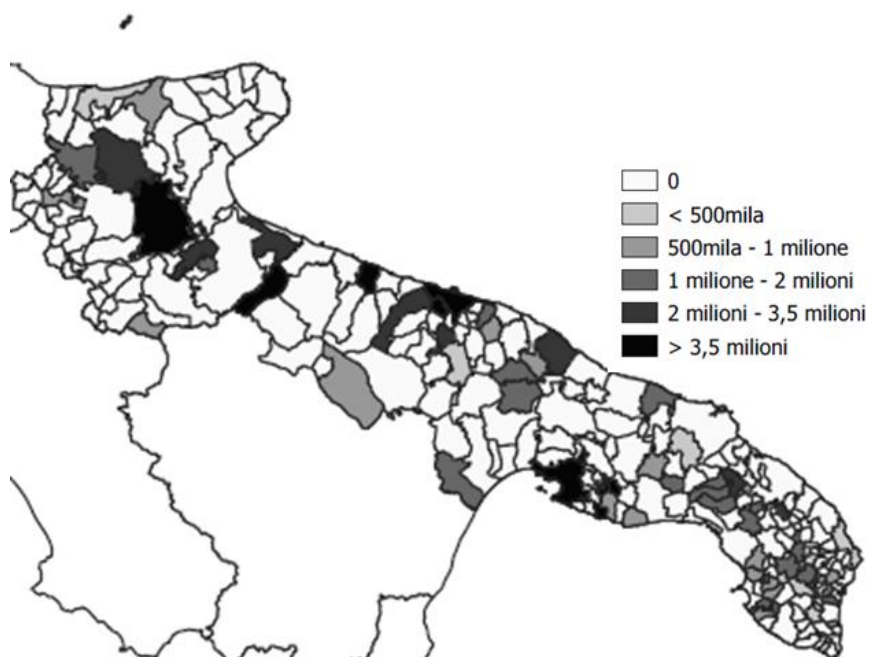 0
< 500mila
500mila - 1 milione
1 milione - 2 milioni
2 milioni - 3,5 milioni
> 3,5 milioni